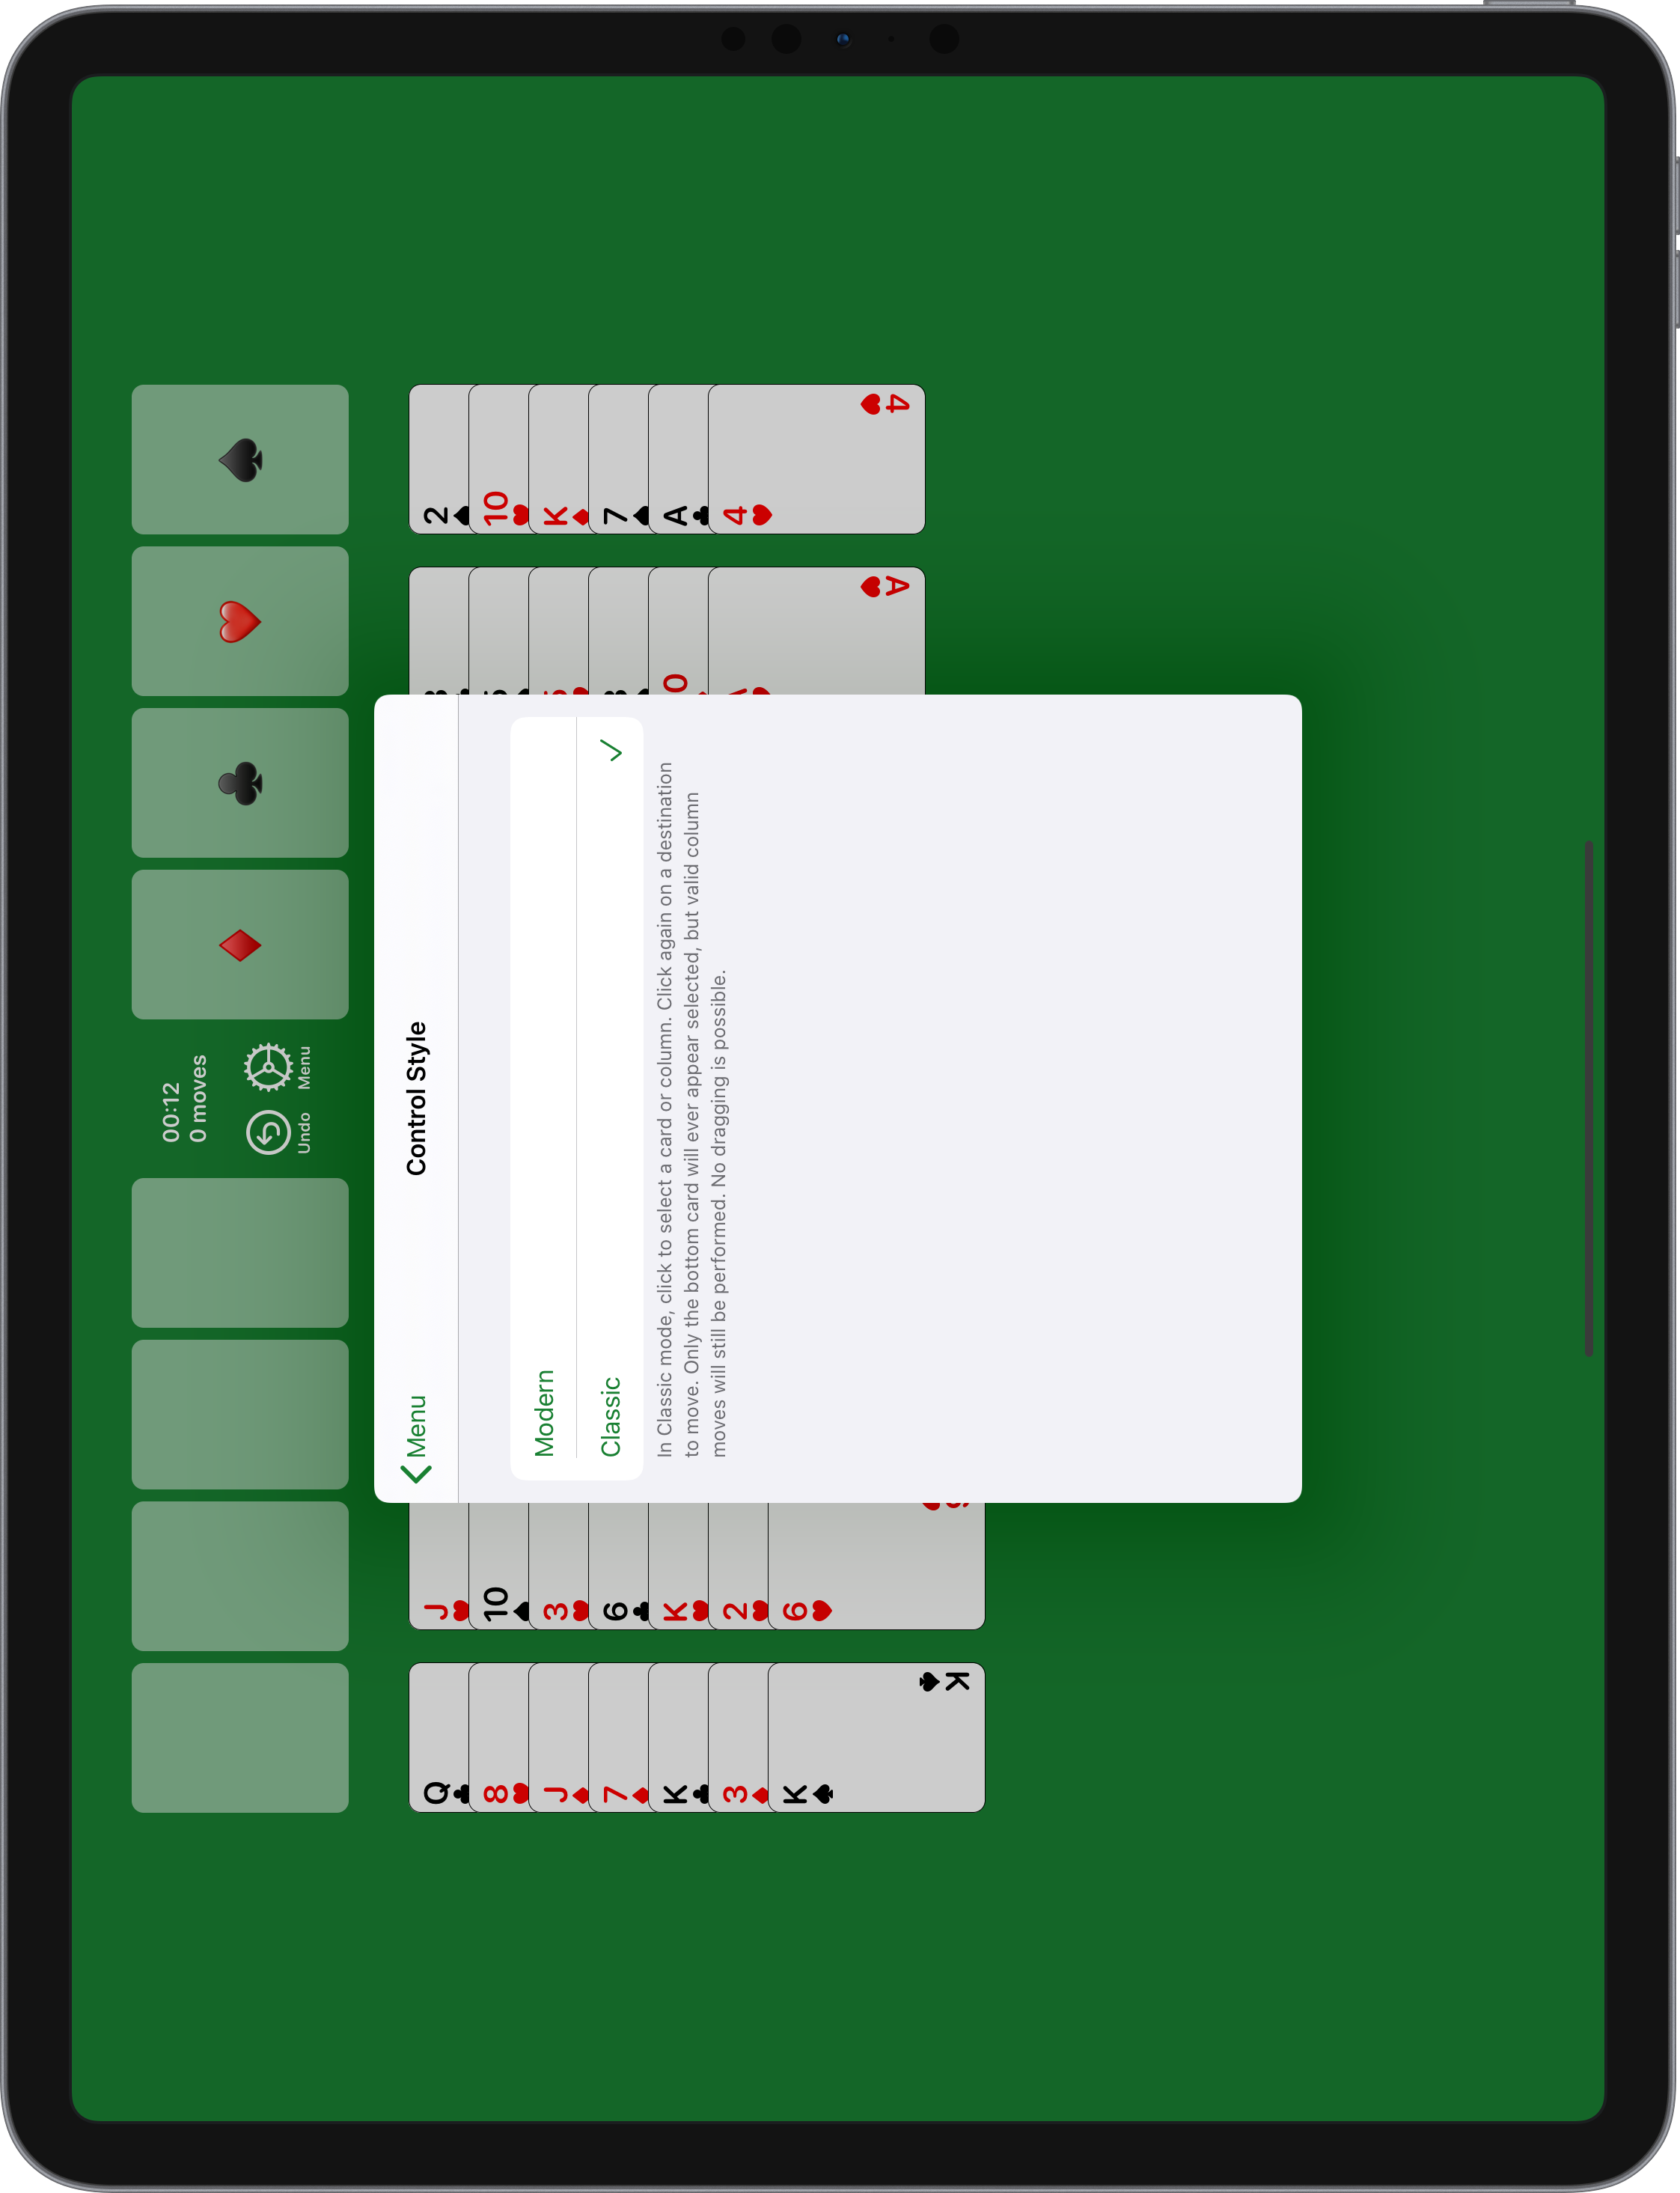 00:12
0 moves
Undo
Menu
Menu
Control Style
Modern
Classic
In Classic mode, click to select a card or column. Click again on a destination
to move. Only the bottom card will ever appear selected, but valid column
moves will still be performed. No dragging is possible.
Q
8
J
7
K
3
K
K
J
10
3
6
K
2
6
A
2
10
K
7
A
4
4